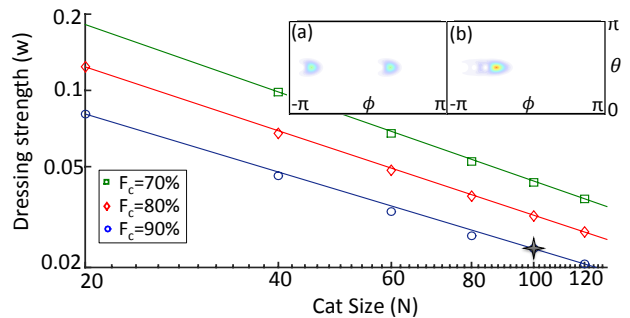 Dressing strength (w)
0.2
0.1
0.05
0.02
(a)
(b)
-π
ϕ
π
-π
ϕ
π
π
θ
0
F_c=70%
F_c=80%
F_c=90%
20
40
60
80
100
120
Cat Size (N)